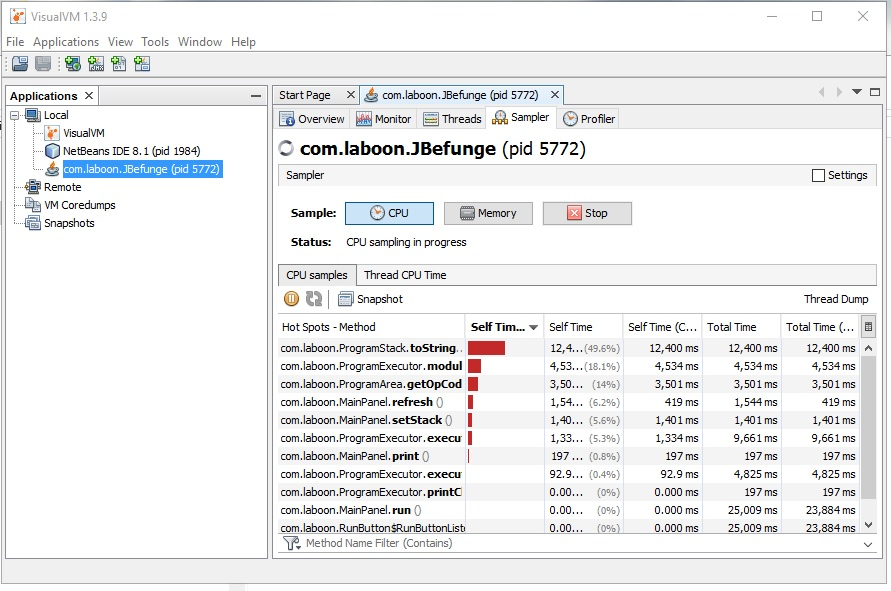 VisualVM 1.3.9
File Applications View Tools Window Help
Applications
Local
VisualVM
NetBeans IDE 8.1 (pid 1984)
com.laboon.JBefunge (pid 5772)
Remote
VM Coredumps
Snapshots
Start Page com.laboon.JBefunge (pid 5772)
Overview Monitor Threads Sampler Profiler
com.laboon.JBefunge (pid 5772)
Sampler Settings
Sample: CPU Memory Stop
Status: CPU sampling in progress
CPU samples Thread CPU Time
Snapshot Thread Dump
Hot Spots - Method Self Tim... Self Time Self Time (C... Total Time Total Time (...
com.laboon.ProgramStack.toString. 12,4... (49.6%) 12,400 ms 12,400 ms 12,400 ms
com.laboon.ProgramExecutor.modul 4,53... (18.1%) 4,534 ms 4,534 ms 4,534 ms
com.laboon.ProgramArea.getOpCod 3,50... (14%) 3,501 ms 3,501 ms 3,501 ms
com.laboon.MainPanel.refresh () 1,54... (6.2%) 419 ms 1,544 ms 419 ms
com.laboon.MainPanel.setStack () 1,40... (5.6%) 1,401 ms 1,401 ms 1,401 ms
com.laboon.ProgramExecutor.execu 1,33... (5.3%) 1,334 ms 9,661 ms 9,661 ms
com.laboon.MainPanel.print () 197 ... (0.8%) 197 ms 197 ms 197 ms
com.laboon.ProgramExecutor.execu 92.9... (0.4%) 92.9 ms 4,825 ms 4,825 ms
com.laboon.ProgramExecutor.printCl 0.00... (0%) 0.000 ms 197 ms 197 ms
com.laboon.MainPanel.run () 0.00... (0%) 0.000 ms 25,009 ms 23,884 ms
com.laboon.RunButton$RunButtonListe 0.00... (0%) 0.000 ms 25,009 ms 23,884 ms
Method Name Filter (Contains)